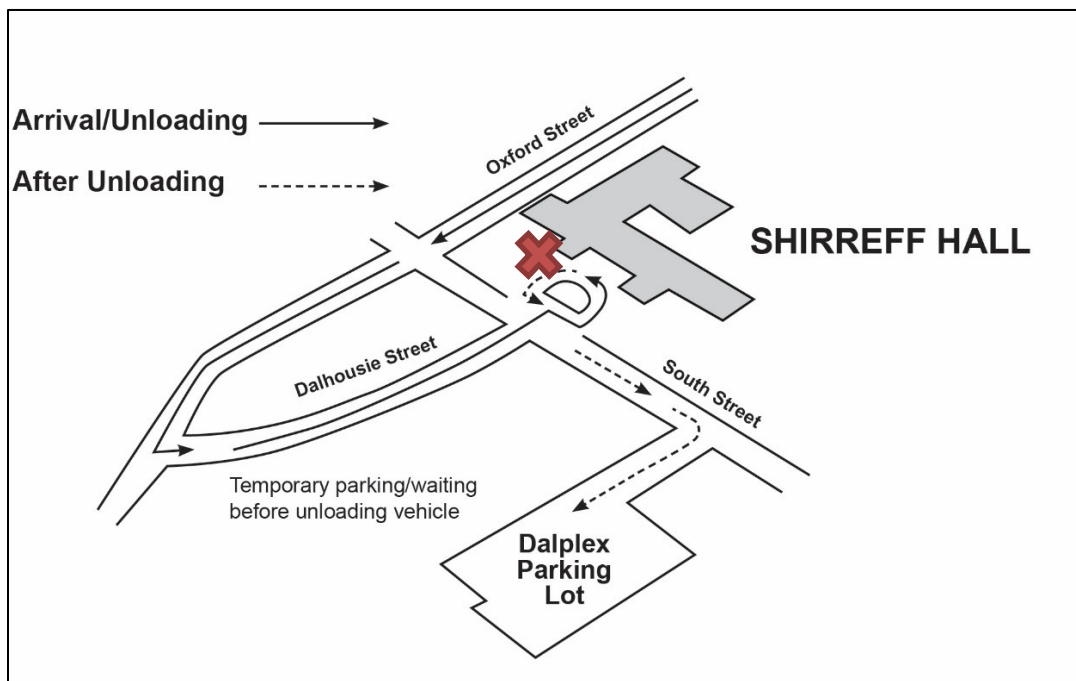 Arrival/Unloading
After Unloading
Oxford Street
SHIRREFF HALL
Dalhousie Street
South Street
Temporary parking/waiting
before unloading vehicle
Dalplex
Parking
Lot